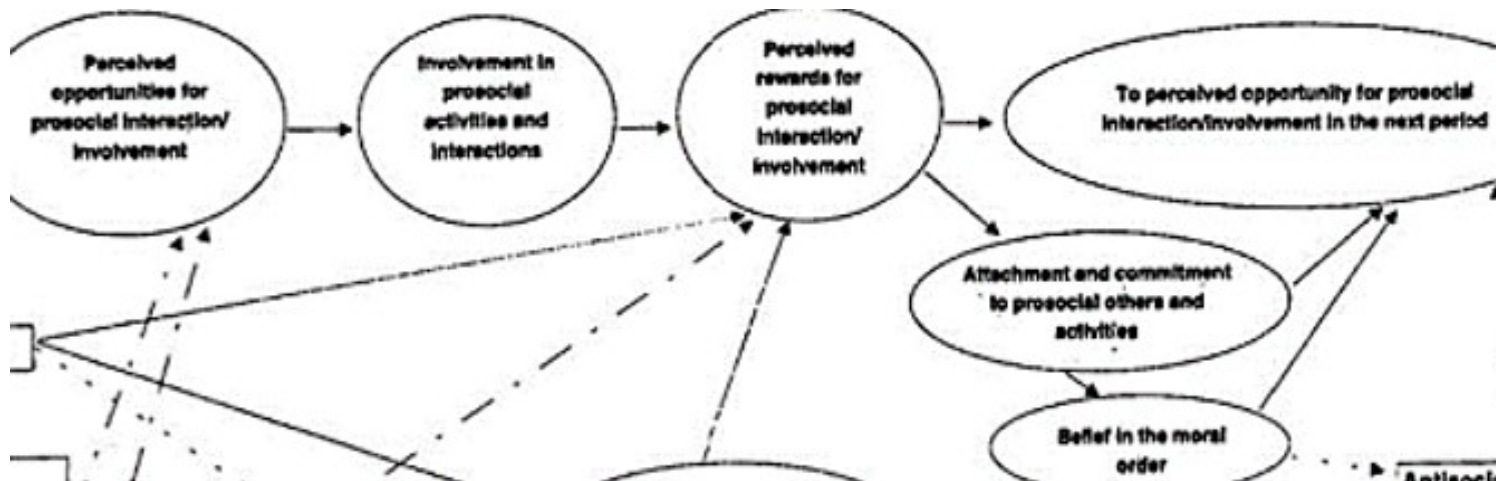 Perceived
opportunities for
prosocial interaction/
involvement
Involvement in
prosocial
activities and
interactions
Perceived
rewards for
prosocial
interaction/
involvement
To perceived opportunity for prosocial
interaction/involvement in the next period
Attachment and commitment
to prosocial others and
activities
Belief in the moral
order